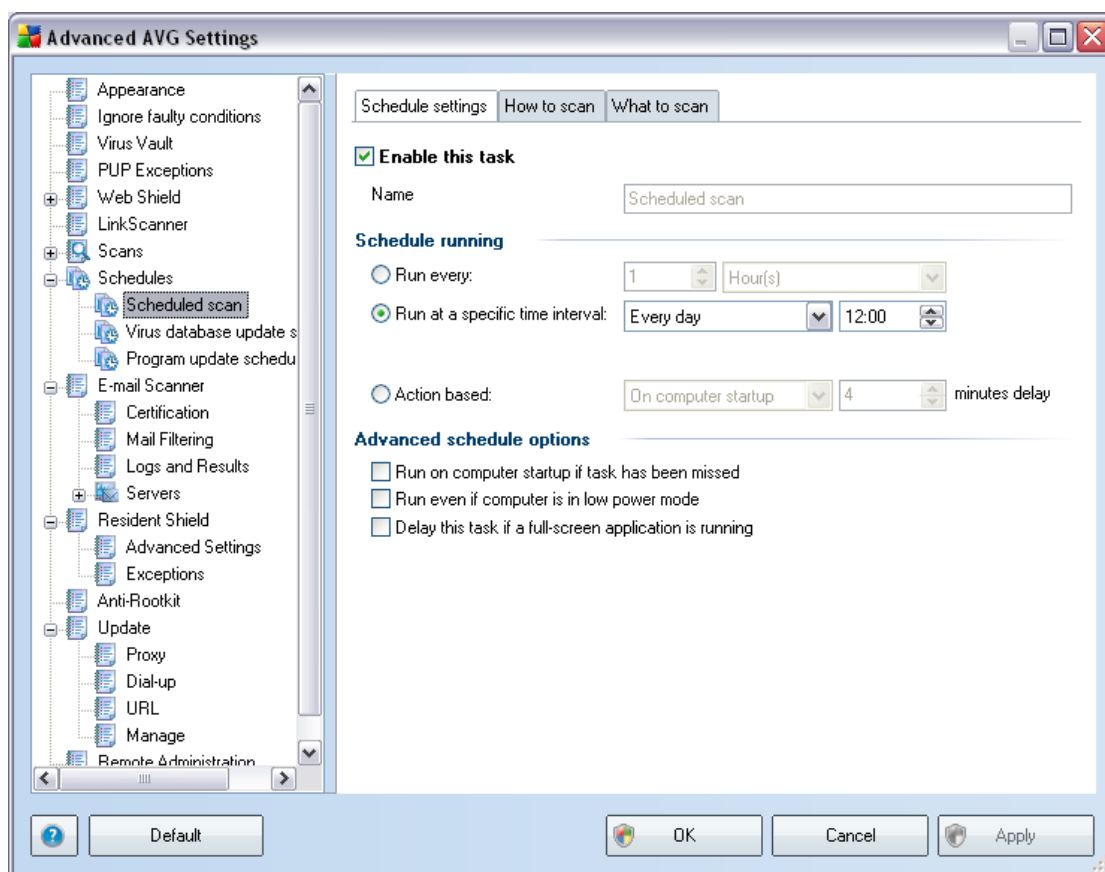 Advanced AVG Settings
Appearance
Ignore faulty conditions
Virus Vault
PUP Exceptions
Web Shield
LinkScanner
Scans
Schedules
Scheduled scan
Virus database update s
Program update schedu
E-mail Scanner
Certification
Mail Filtering
Logs and Results
Servers
Resident Shield
Advanced Settings
Exceptions
Anti-Rootkit
Update
Proxy
Dial-up
URL
Manage
Remote Administration
Schedule settings How to scan What to scan
Enable this task
Name Scheduled scan
Schedule running
Run every: 1 Hour(s)
Run at a specific time interval: Every day 12:00
Action based: On computer startup 4 minutes delay
Advanced schedule options
Run on computer startup if task has been missed
Run even if computer is in low power mode
Delay this task if a full-screen application is running
? Default OK Cancel Apply